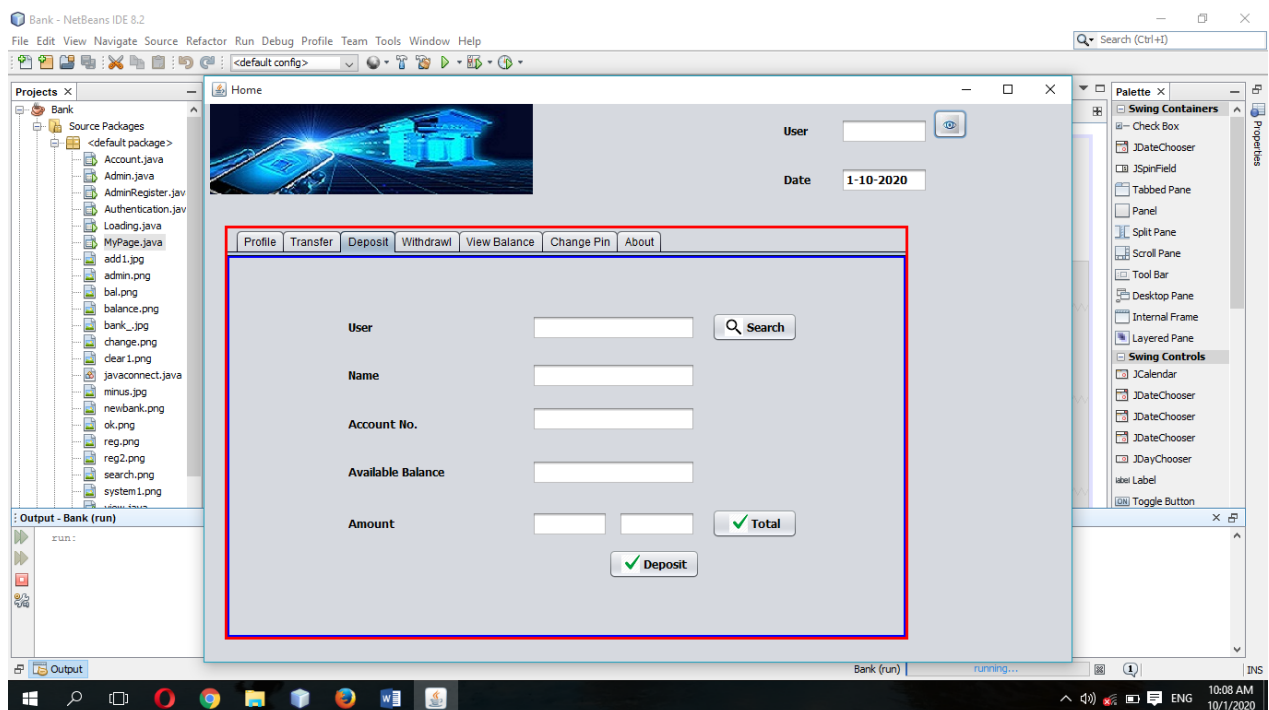 Bank - NetBeans IDE 8.2
File Edit View Navigate Source Refactor Run Debug Profile Team Tools Window Help
Search (Ctrl+I)
<default config>
Projects
Bank
Source Packages
<default package>
Account.java
Admin.java
AdminRegister.jav
Authentication.jav
Loading.java
MyPage.java
add1.jpg
admin.png
bal.png
balance.png
bank_.jpg
change.png
clear1.png
javaconnect.java
minus.jpg
newbank.png
ok.png
reg.png
reg2.png
search.png
system1.png
Home
User
Date 1-10-2020
Profile Transfer Deposit Withdrawl View Balance Change Pin About
User Search
Name
Account No.
Available Balance
Amount Total
Deposit
Palette
Swing Containers
Check Box
JDateChooser
JSpinField
Tabbed Pane
Panel
Split Pane
Scroll Pane
Tool Bar
Desktop Pane
Internal Frame
Layered Pane
Swing Controls
JCalendar
JDateChooser
JDateChooser
JDateChooser
JDayChooser
label Label
ON Toggle Button
Properties
Output - Bank (run)
run:
Output
Bank (run) running...
1
INS
ENG
10:08 AM
10/1/2020